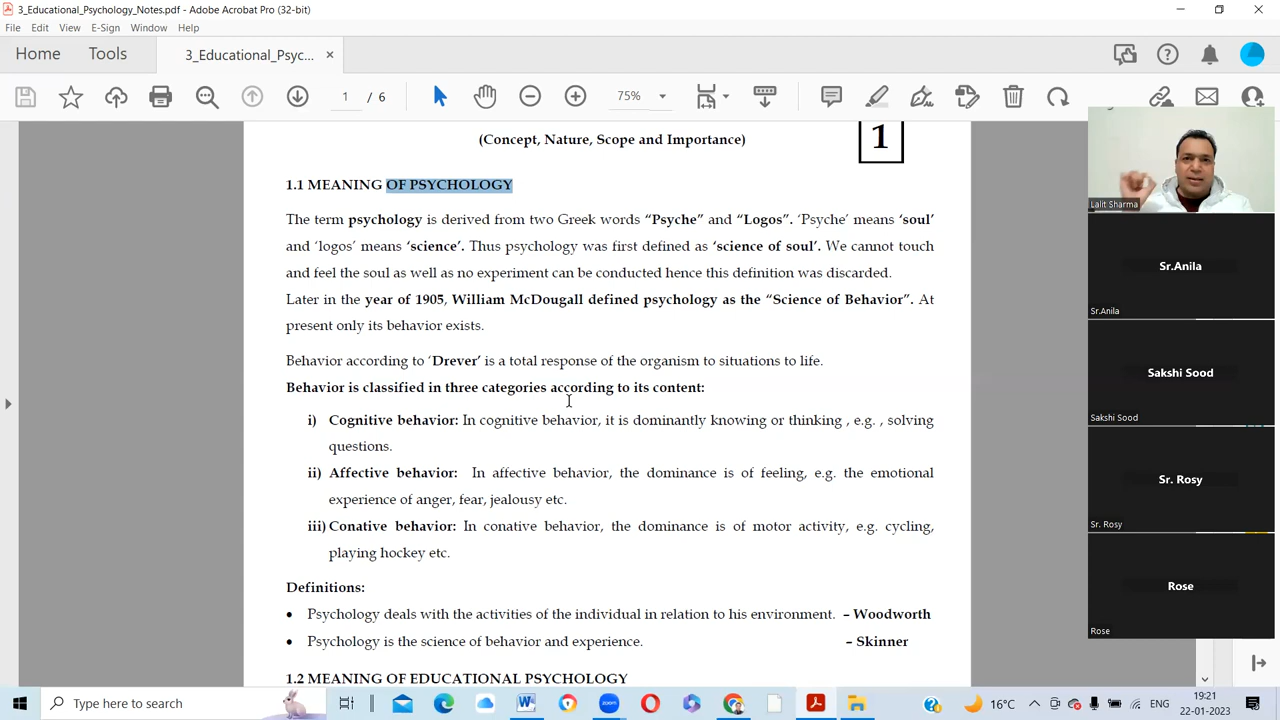 3_Educational_Psychology_Notes.pdf - Adobe Acrobat Pro (32-bit)
File Edit View E-Sign Window Help
Home Tools 3_Educational_Psyc... ×
1 / 6 75%
(Concept, Nature, Scope and Importance) 1
1.1 MEANING OF PSYCHOLOGY
The term psychology is derived from two Greek words “Psyche” and “Logos”. ‘Psyche’ means ‘soul’
and ‘logos’ means ‘science’. Thus psychology was first defined as ‘science of soul’. We cannot touch
and feel the soul as well as no experiment can be conducted hence this definition was discarded.
Later in the year of 1905, William McDougall defined psychology as the “Science of Behavior”. At
present only its behavior exists.
Behavior according to ‘Drever’ is a total response of the organism to situations to life.
Behavior is classified in three categories according to its content:
i) Cognitive behavior: In cognitive behavior, it is dominantly knowing or thinking , e.g. , solving
questions.
ii) Affective behavior: In affective behavior, the dominance is of feeling, e.g. the emotional
experience of anger, fear, jealousy etc.
iii) Conative behavior: In conative behavior, the dominance is of motor activity, e.g. cycling,
playing hockey etc.
Definitions:
• Psychology deals with the activities of the individual in relation to his environment. – Woodworth
• Psychology is the science of behavior and experience. – Skinner
1.2 MEANING OF EDUCATIONAL PSYCHOLOGY
Lalit Sharma
Sr.Anila
Sr.Anila
Sakshi Sood
Sakshi Sood
Sr. Rosy
Sr. Rosy
Rose
Rose
Type here to search
zoom
16°C
ENG
19:21
22-01-2023